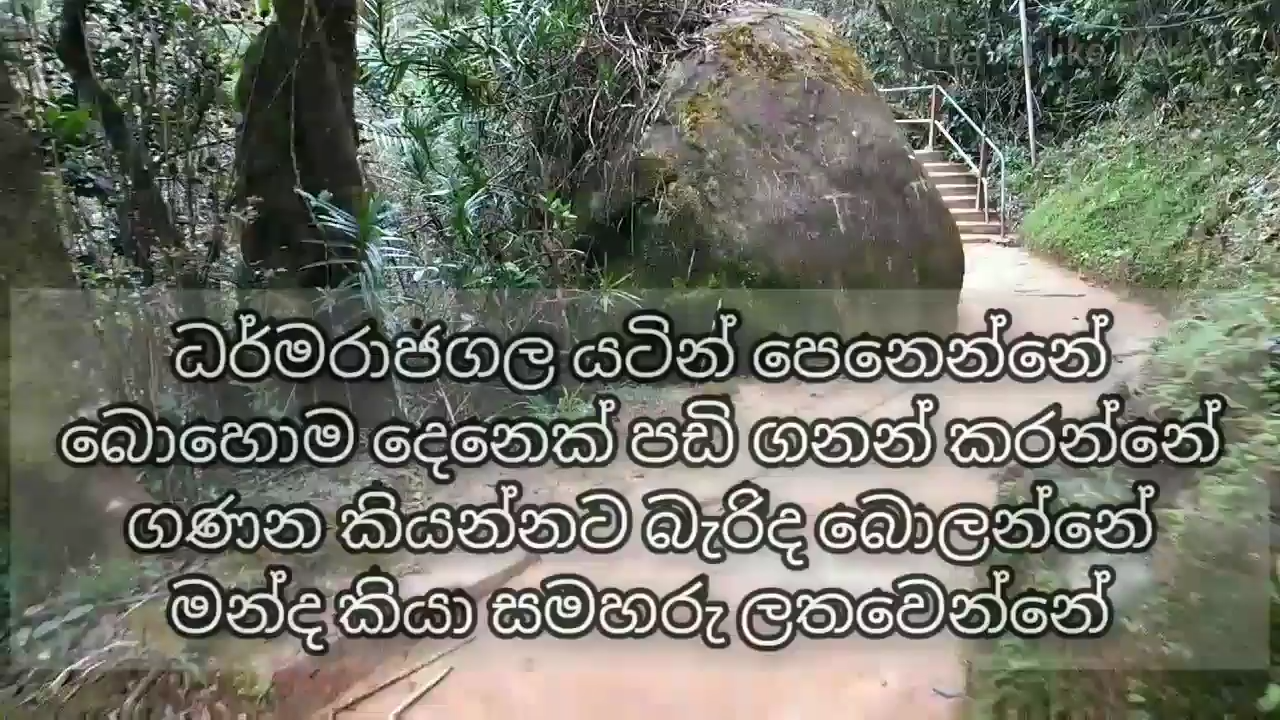 ධර්මරාජගල යටින් පෙනෙන්නේ
බොහොම දෙනෙක් පඩි ගනන් කරන්නේ
ගණන කියන්නට බැරිද බොලන්නේ
මන්ද කියා සමහරු ලතවෙන්නේ